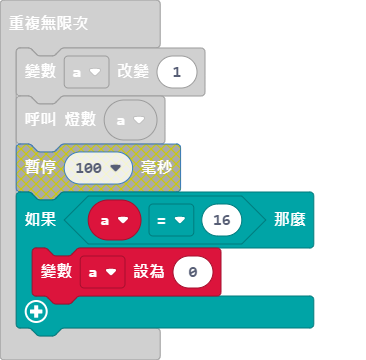 重複無限次
變數 a 改變 1
呼叫 燈數 a
暫停 100 毫秒
如果 a = 16 那麼
變數 a 設為 0